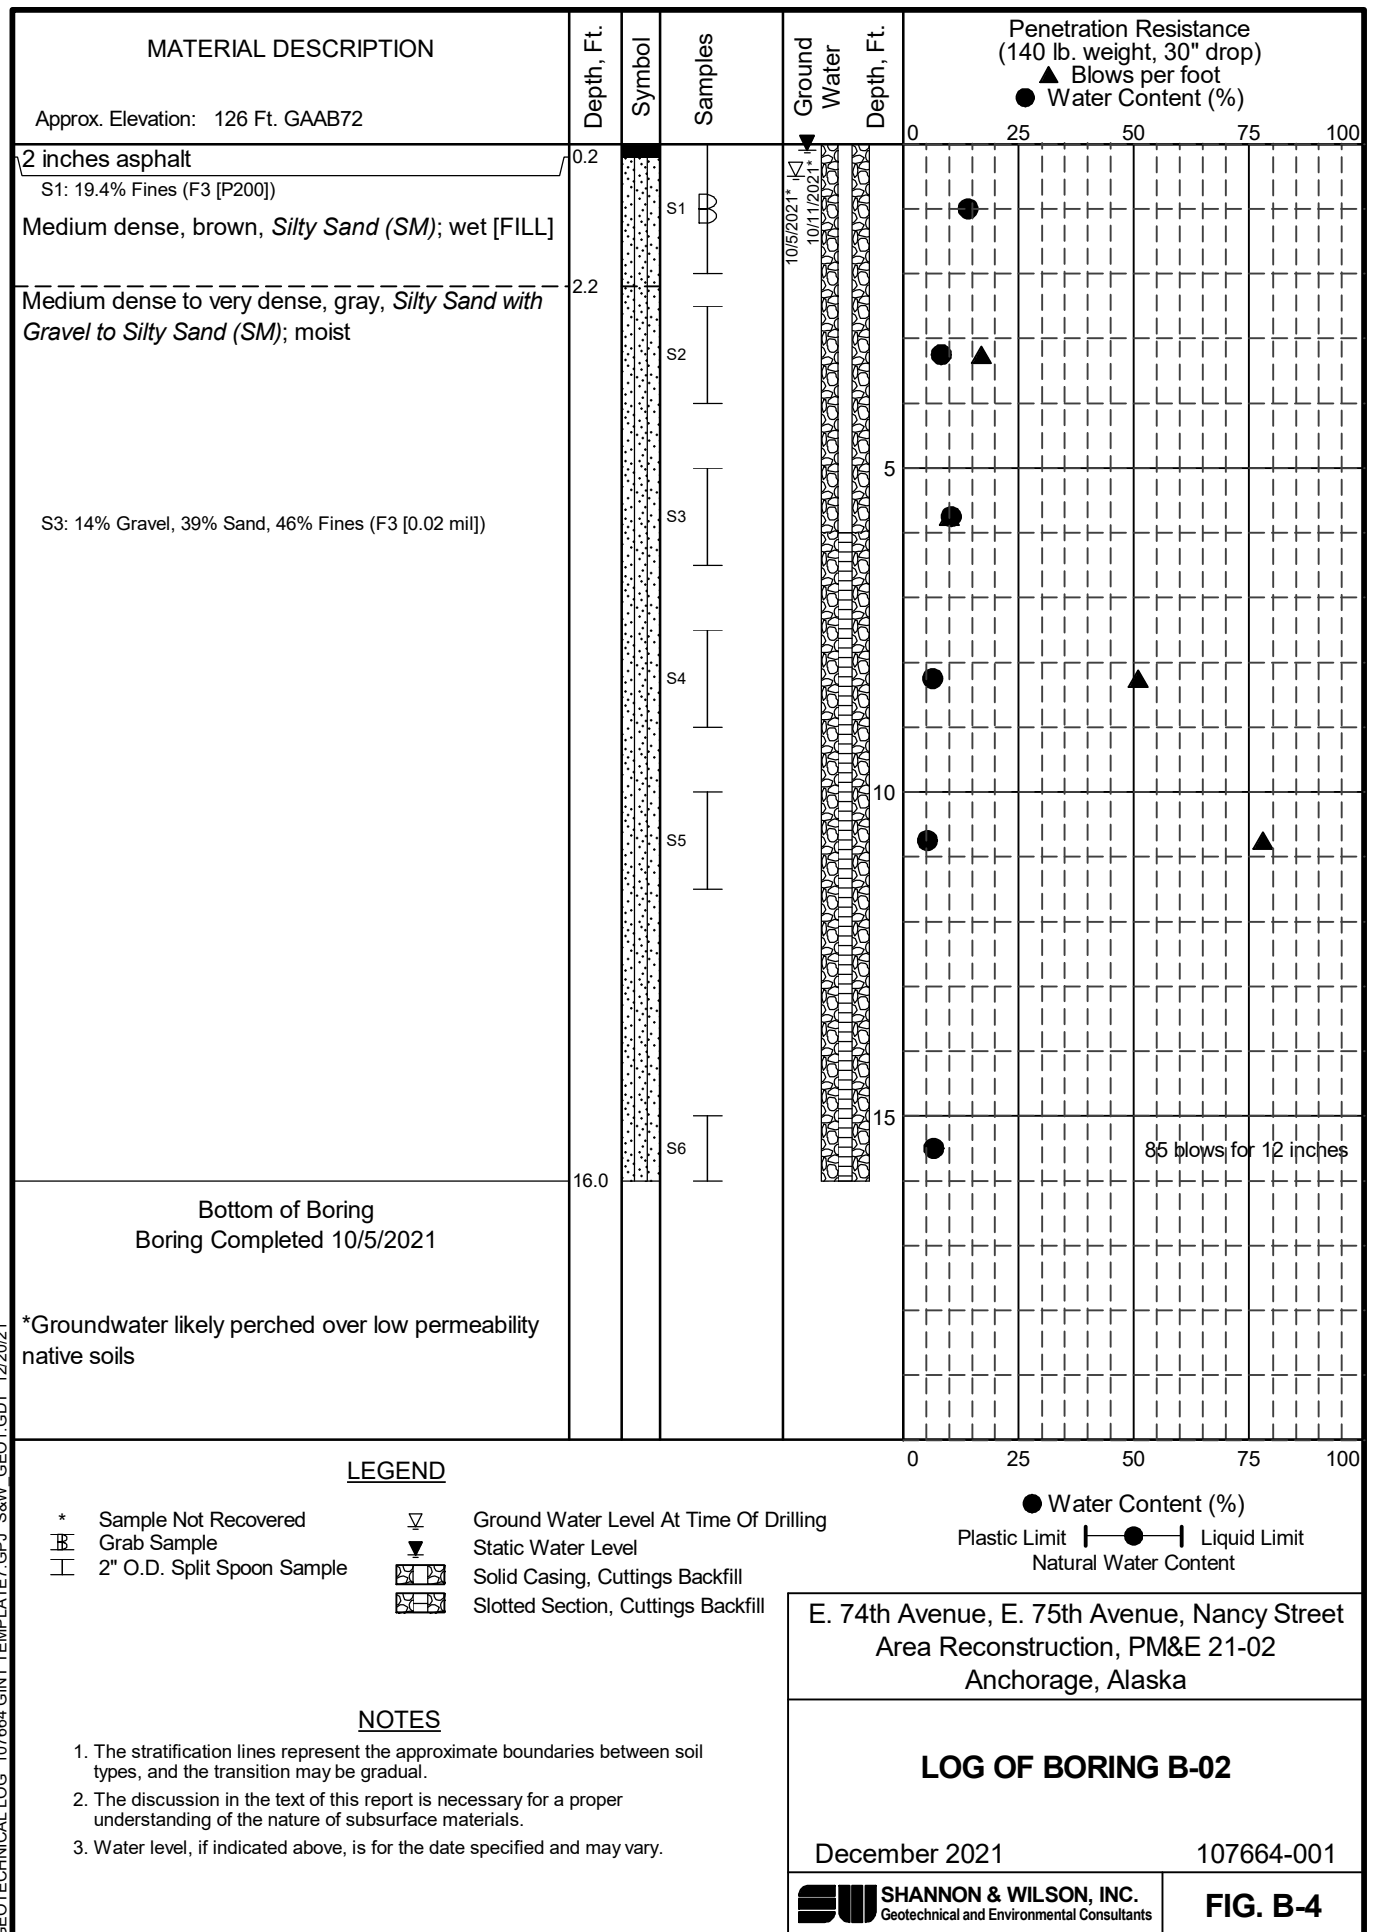 MATERIAL DESCRIPTION
Approx. Elevation: 126 Ft. GAAB72
Depth, Ft.
Symbol
Samples
Ground
Water
Depth, Ft.
Penetration Resistance
(140 lb. weight, 30" drop)
▲ Blows per foot
● Water Content (%)
0 25 50 75 100
2 inches asphalt
0.2
S1: 19.4% Fines (F3 [P200])
Medium dense, brown, Silty Sand (SM); wet [FILL]
S1
10/5/2021*
10/11/2021*
2.2
Medium dense to very dense, gray, Silty Sand with
Gravel to Silty Sand (SM); moist
S2
5
S3: 14% Gravel, 39% Sand, 46% Fines (F3 [0.02 mil])
S3
S4
10
S5
15
S6
85 blows for 12 inches
16.0
Bottom of Boring
Boring Completed 10/5/2021
*Groundwater likely perched over low permeability
native soils
0 25 50 75 100
LEGEND
* Sample Not Recovered
Grab Sample
2" O.D. Split Spoon Sample
Ground Water Level At Time Of Drilling
Static Water Level
Solid Casing, Cuttings Backfill
Slotted Section, Cuttings Backfill
● Water Content (%)
Plastic Limit Liquid Limit
Natural Water Content
NOTES
1. The stratification lines represent the approximate boundaries between soil
types, and the transition may be gradual.
2. The discussion in the text of this report is necessary for a proper
understanding of the nature of subsurface materials.
3. Water level, if indicated above, is for the date specified and may vary.
E. 74th Avenue, E. 75th Avenue, Nancy Street
Area Reconstruction, PM&E 21-02
Anchorage, Alaska
LOG OF BORING B-02
December 2021 107664-001
SHANNON & WILSON, INC.
Geotechnical and Environmental Consultants
FIG. B-4
GEOTECHNICAL LOG 107664 GINT TEMPLATE7.GPJ S&W_GEOT.GDT 12/20/21